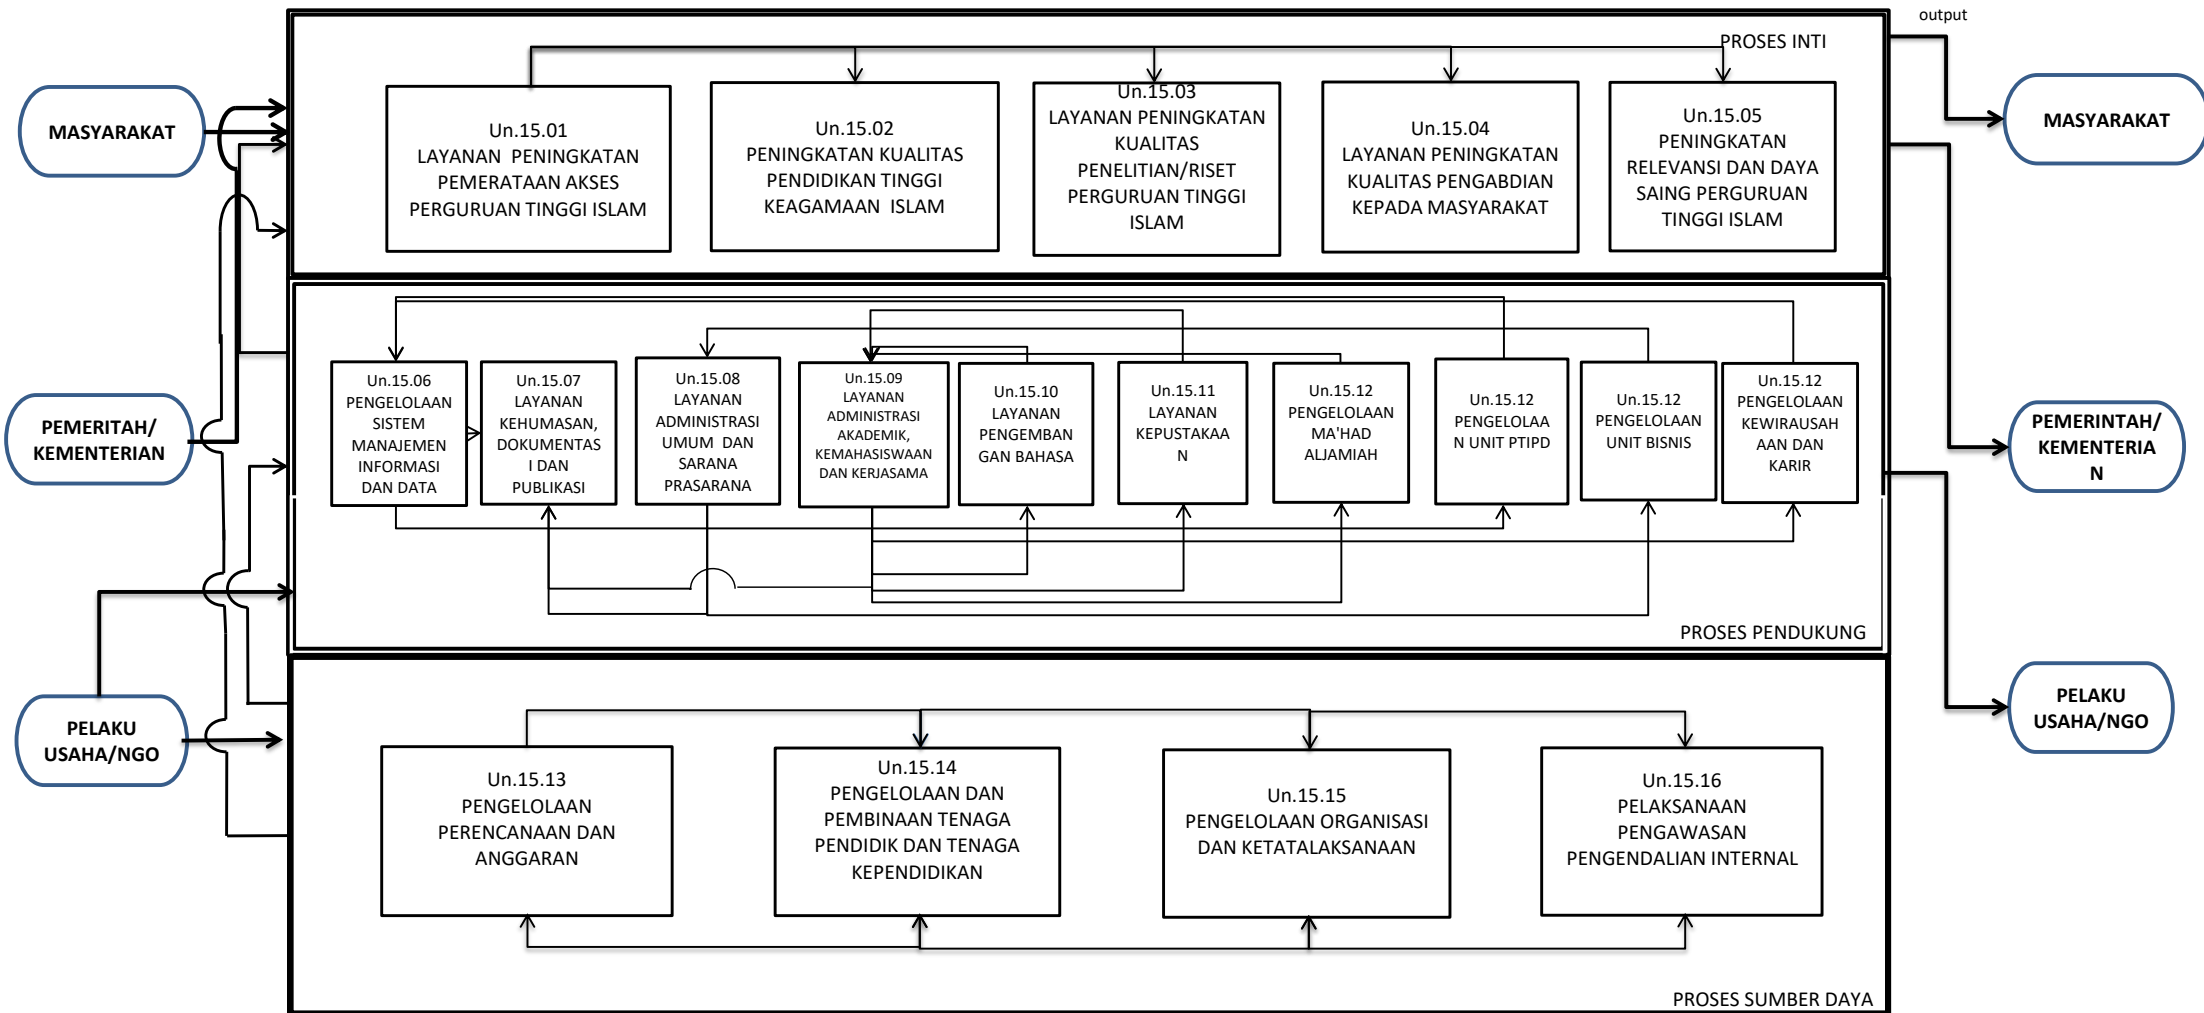 output
PROSES INTI
MASYARAKAT
Un.15.01
LAYANAN PENINGKATAN
PEMERATAAN AKSES
PERGURUAN TINGGI ISLAM
Un.15.02
PENINGKATAN KUALITAS
PENDIDIKAN TINGGI
KEAGAMAAN ISLAM
Un.15.03
LAYANAN PENINGKATAN
KUALITAS
PENELITIAN/RISET
PERGURUAN TINGGI
ISLAM
Un.15.04
LAYANAN PENINGKATAN
KUALITAS PENGABDIAN
KEPADA MASYARAKAT
Un.15.05
PENINGKATAN
RELEVANSI DAN DAYA
SAING PERGURUAN
TINGGI ISLAM
MASYARAKAT
PEMERITAH/
KEMENTERIAN
Un.15.06
PENGELOLAAN
SISTEM
MANAJEMEN
INFORMASI
DAN DATA
Un.15.07
LAYANAN
KEHUMASAN,
DOKUMENTAS
I DAN
PUBLIKASI
Un.15.08
LAYANAN
ADMINISTRASI
UMUM DAN
SARANA
PRASARANA
Un.15.09
LAYANAN
ADMINISTRASI
AKADEMIK,
KEMAHASISWAAN
DAN KERJASAMA
Un.15.10
LAYANAN
PENGEMBAN
GAN BAHASA
Un.15.11
LAYANAN
KEPUSTAKAA
N
Un.15.12
PENGELOLAAN
MA'HAD
ALJAMIAH
Un.15.12
PENGELOLAA
N UNIT PTIPD
Un.15.12
PENGELOLAAN
UNIT BISNIS
Un.15.12
PENGELOLAAN
KEWIRAUSAH
AAN DAN
KARIR
PEMERINTAH/
KEMENTERIA
N
PROSES PENDUKUNG
PELAKU
USAHA/NGO
Un.15.13
PENGELOLAAN
PERENCANAAN DAN
ANGGARAN
Un.15.14
PENGELOLAAN DAN
PEMBINAAN TENAGA
PENDIDIK DAN TENAGA
KEPENDIDIKAN
Un.15.15
PENGELOLAAN ORGANISASI
DAN KETATALAKSANAAN
Un.15.16
PELAKSANAAN
PENGAWASAN
PENGENDALIAN INTERNAL
PELAKU
USAHA/NGO
PROSES SUMBER DAYA